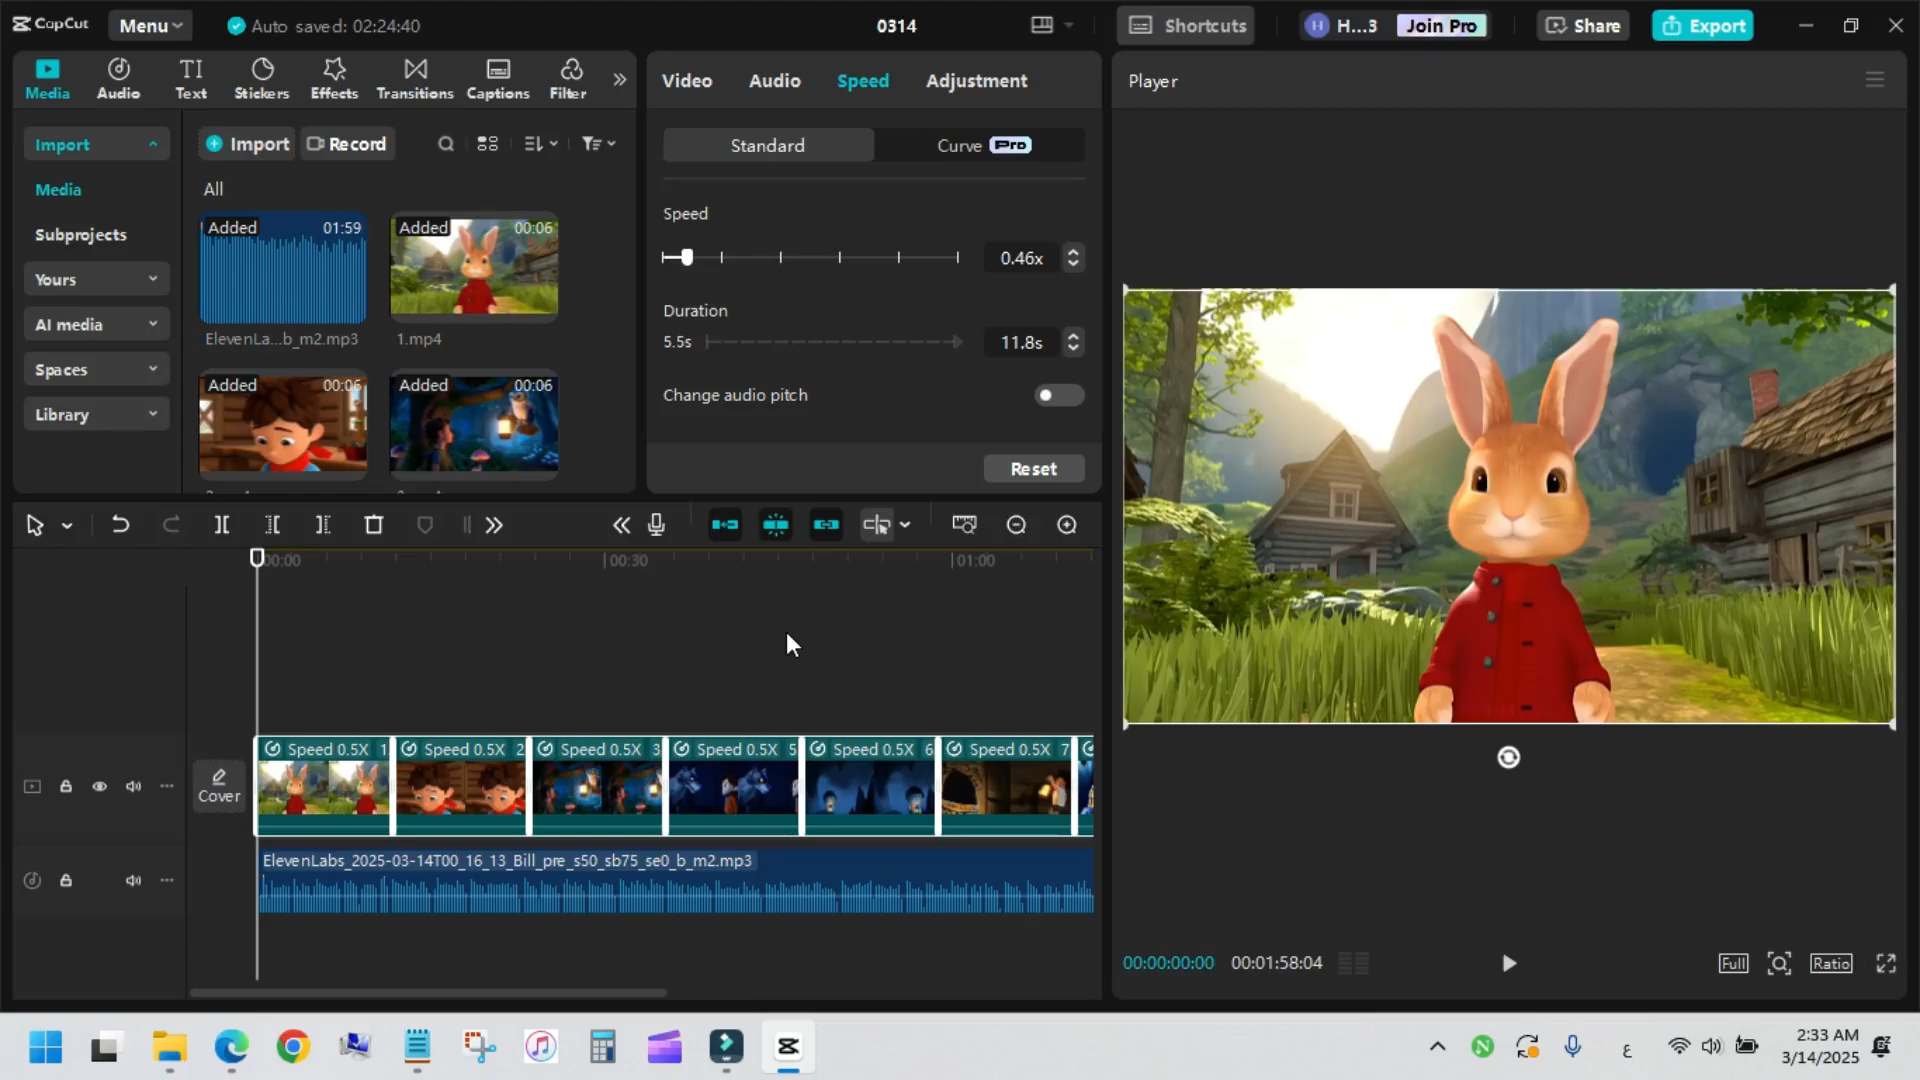 CapCut
Menu
Auto saved: 02:24:40
0314
Shortcuts
H H...3
Join Pro
Share
Export
Media
Audio
Text
Stickers
Effects
Transitions
Captions
Filter
Video
Audio
Speed
Adjustment
Player
Import
Import
Record
Standard
Curve Pro
Media
All
Subprojects
Added 01:59
Added 00:06
Speed
0.46x
Yours
AI media
Duration
ElevenLa...b_m2.mp3
1.mp4
5.5s
11.8s
Spaces
Added 00:06
Added 00:06
Change audio pitch
Library
Reset
00:00
00:30
01:00
Speed 0.5X 1
Speed 0.5X 2
Speed 0.5X 3
Speed 0.5X 5
Speed 0.5X 6
Speed 0.5X 7
Cover
ElevenLabs_2025-03-14T00_16_13_Bill_pre_s50_sb75_se0_b_m2.mp3
00:00:00:00
00:01:58:04
Full
Ratio
N
ع
2:33 AM
3/14/2025